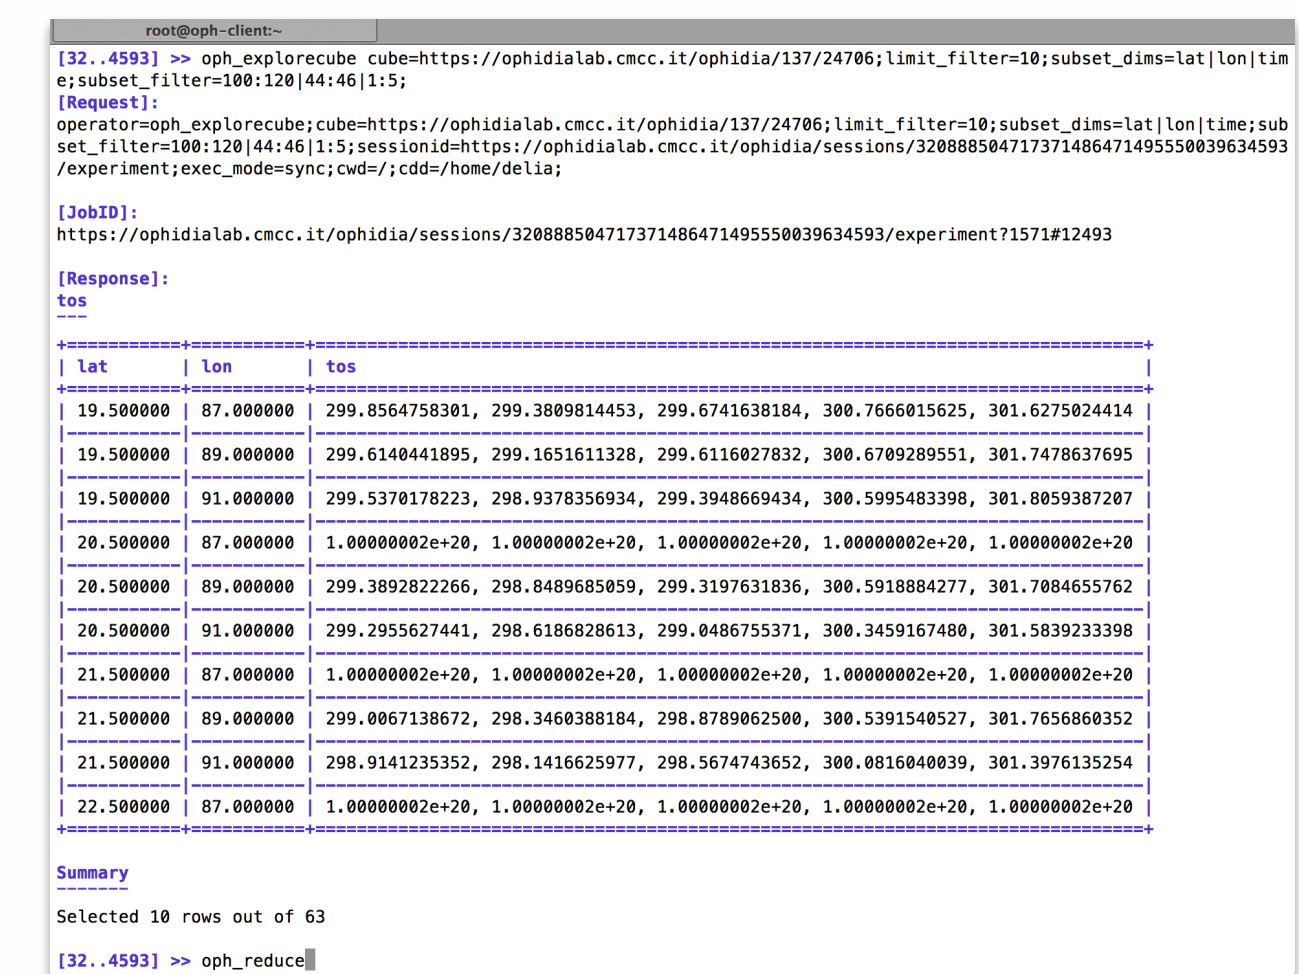 root@oph-client:~
[32..4593] >> oph_explorecube cube=https://ophidialab.cmcc.it/ophidia/137/24706;limit_filter=10;subset_dims=lat|lon|tim
e;subset_filter=100:120|44:46|1:5;
[Request]:
operator=oph_explorecube;cube=https://ophidialab.cmcc.it/ophidia/137/24706;limit_filter=10;subset_dims=lat|lon|time;sub
set_filter=100:120|44:46|1:5;sessionid=https://ophidialab.cmcc.it/ophidia/sessions/320888504717371486471495550039634593
/experiment;exec_mode=sync;cwd=/;cdd=/home/delia;
[JobID]:
https://ophidialab.cmcc.it/ophidia/sessions/320888504717371486471495550039634593/experiment?1571#12493
[Response]:
tos
---
| lat | lon | tos |
| 19.500000 | 87.000000 | 299.8564758301, 299.3809814453, 299.6741638184, 300.7666015625, 301.6275024414 |
| 19.500000 | 89.000000 | 299.6140441895, 299.1651611328, 299.6116027832, 300.6709289551, 301.7478637695 |
| 19.500000 | 91.000000 | 299.5370178223, 298.9378356934, 299.3948669434, 300.5995483398, 301.8059387207 |
| 20.500000 | 87.000000 | 1.00000002e+20, 1.00000002e+20, 1.00000002e+20, 1.00000002e+20, 1.00000002e+20 |
| 20.500000 | 89.000000 | 299.3892822266, 298.8489685059, 299.3197631836, 300.5918884277, 301.7084655762 |
| 20.500000 | 91.000000 | 299.2955627441, 298.6186828613, 299.0486755371, 300.3459167480, 301.5839233398 |
| 21.500000 | 87.000000 | 1.00000002e+20, 1.00000002e+20, 1.00000002e+20, 1.00000002e+20, 1.00000002e+20 |
| 21.500000 | 89.000000 | 299.0067138672, 298.3460388184, 298.8789062500, 300.5391540527, 301.7656860352 |
| 21.500000 | 91.000000 | 298.9141235352, 298.1416625977, 298.5674743652, 300.0816040039, 301.3976135254 |
| 22.500000 | 87.000000 | 1.00000002e+20, 1.00000002e+20, 1.00000002e+20, 1.00000002e+20, 1.00000002e+20 |
Summary
-------
Selected 10 rows out of 63
[32..4593] >> oph_reduce